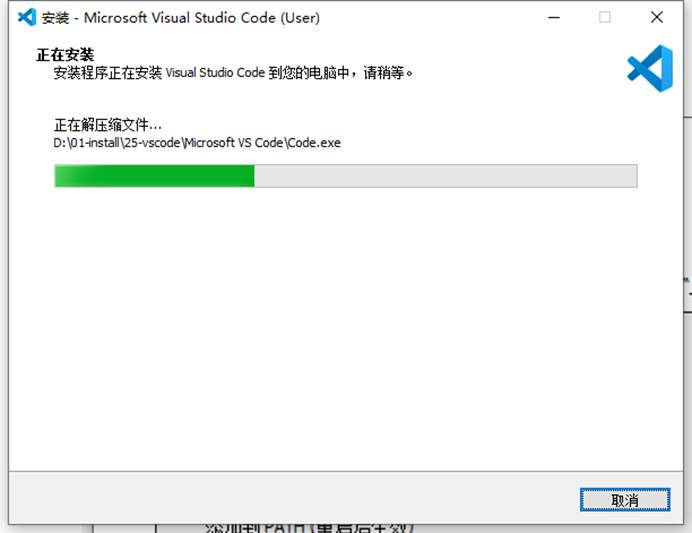 安装 - Microsoft Visual Studio Code (User)
正在安装
安装程序正在安装 Visual Studio Code 到您的电脑中，请稍等。
正在解压缩文件...
D:\01-install\25-vscode\Microsoft VS Code\Code.exe
取消
添加到 PATH (重启后生效)